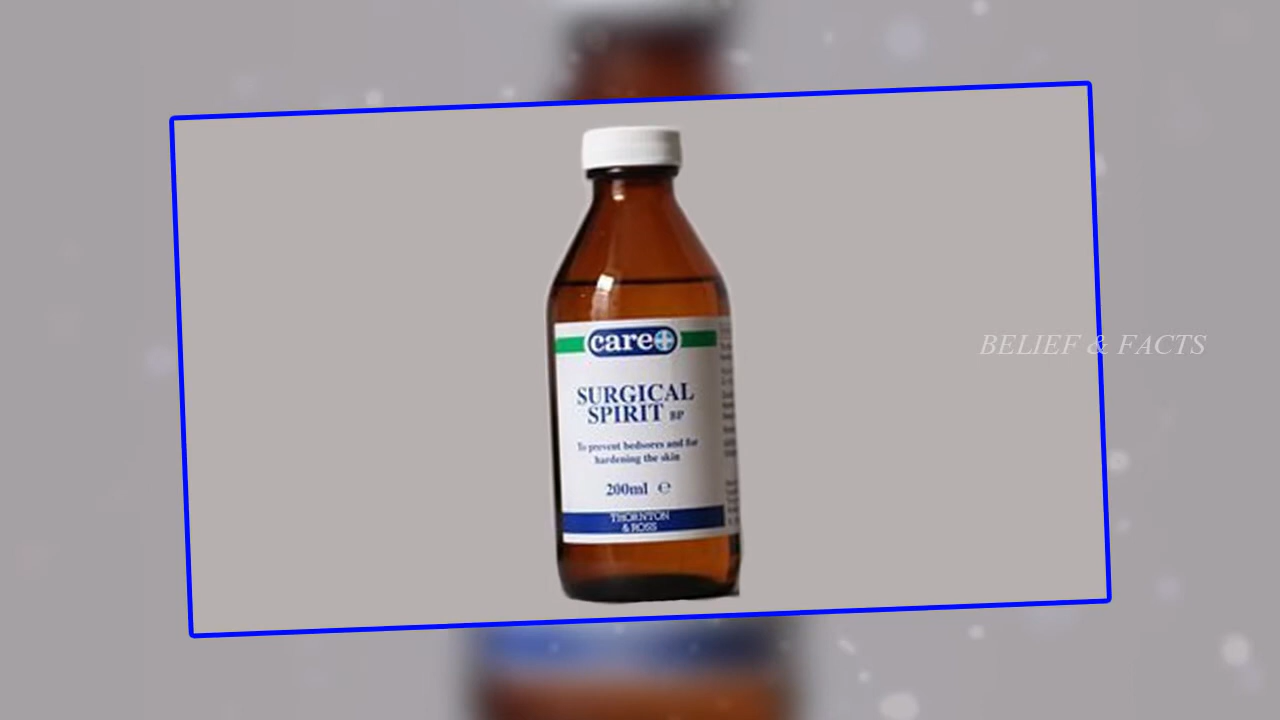 care
SURGICAL
SPIRIT BP
To prevent bedsores and for
hardening the skin
200ml ℮
THORNTON
& ROSS
BELIEF & FACTS